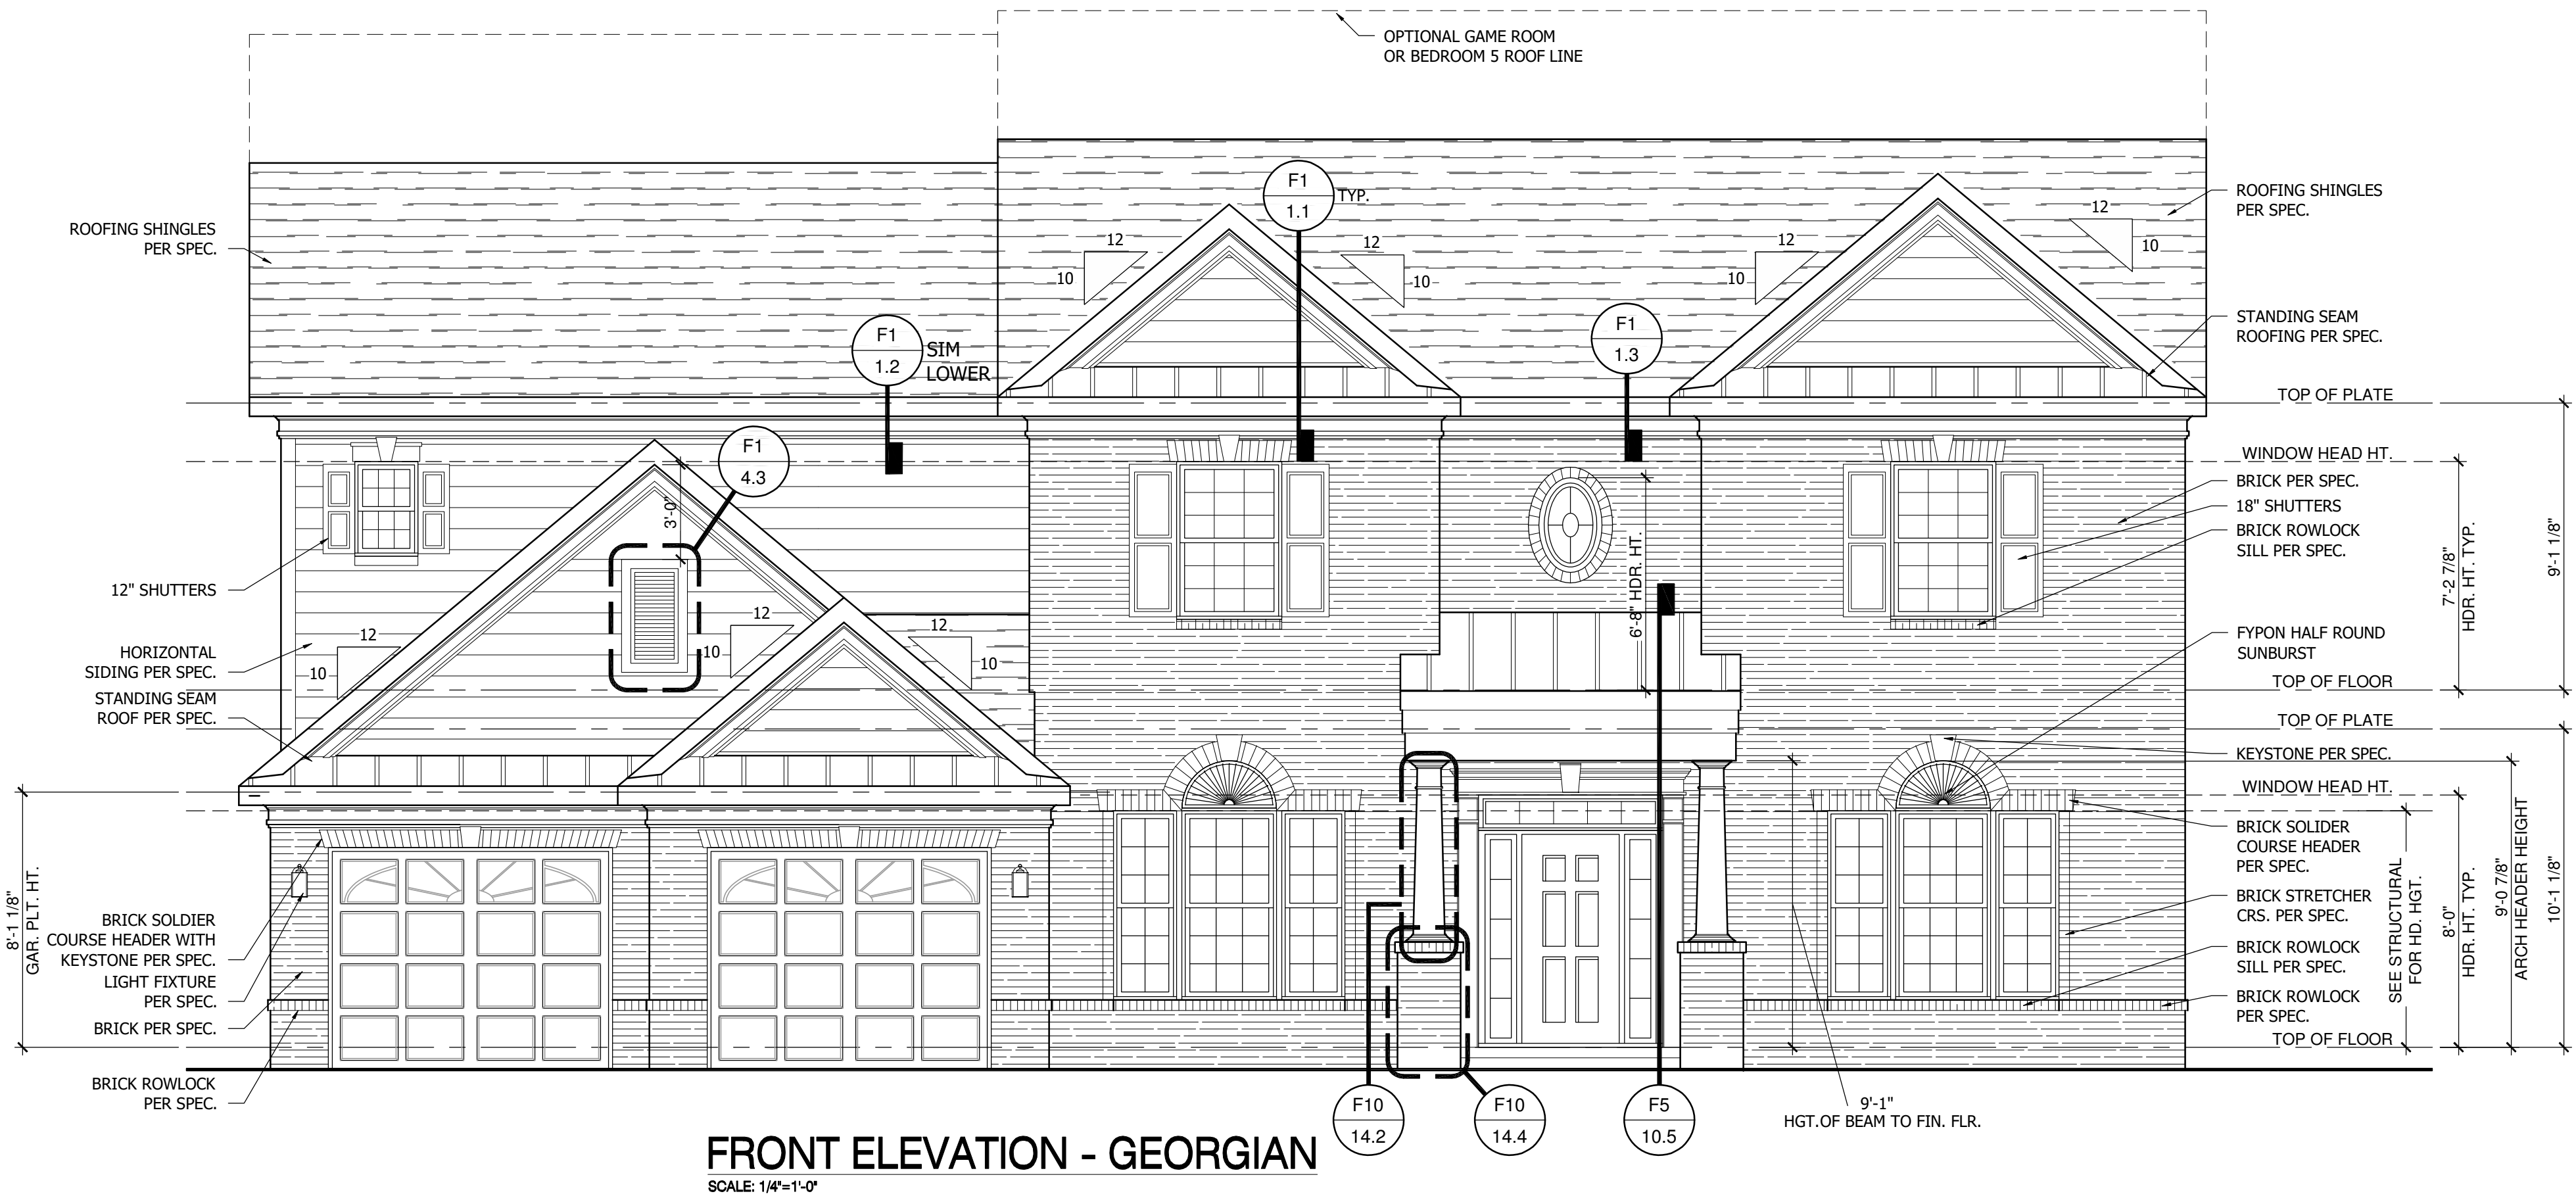 OPTIONAL GAME ROOM
OR BEDROOM 5 ROOF LINE
ROOFING SHINGLES
PER SPEC.
12" SHUTTERS
HORIZONTAL
SIDING PER SPEC.
STANDING SEAM
ROOF PER SPEC.
8'-1 1/8"
GAR. PLT. HT.
BRICK SOLDIER
COURSE HEADER WITH
KEYSTONE PER SPEC.
LIGHT FIXTURE
PER SPEC.
BRICK PER SPEC.
BRICK ROWLOCK
PER SPEC.
12
10
12
10
12
10
F1
4.3
3'-0"
F1
1.2
SIM
LOWER
F1
1.1
TYP.
12
10
12
10
F1
1.3
12
10
12
10
6'-8" HDR. HT.
ROOFING SHINGLES
PER SPEC.
STANDING SEAM
ROOFING PER SPEC.
TOP OF PLATE
WINDOW HEAD HT.
BRICK PER SPEC.
18" SHUTTERS
BRICK ROWLOCK
SILL PER SPEC.
7'-2 7/8"
HDR. HT. TYP.
9'-1 1/8"
FYPON HALF ROUND
SUNBURST
TOP OF FLOOR
TOP OF PLATE
KEYSTONE PER SPEC.
WINDOW HEAD HT.
BRICK SOLIDER
COURSE HEADER
PER SPEC.
BRICK STRETCHER
CRS. PER SPEC.
BRICK ROWLOCK
SILL PER SPEC.
BRICK ROWLOCK
PER SPEC.
TOP OF FLOOR
SEE STRUCTURAL
FOR HD. HGT.
8'-0"
HDR. HT. TYP.
9'-0 7/8"
ARCH HEADER HEIGHT
10'-1 1/8"
F10
14.2
F10
14.4
F5
10.5
9'-1"
HGT.OF BEAM TO FIN. FLR.
FRONT ELEVATION - GEORGIAN
SCALE: 1/4"=1'-0"